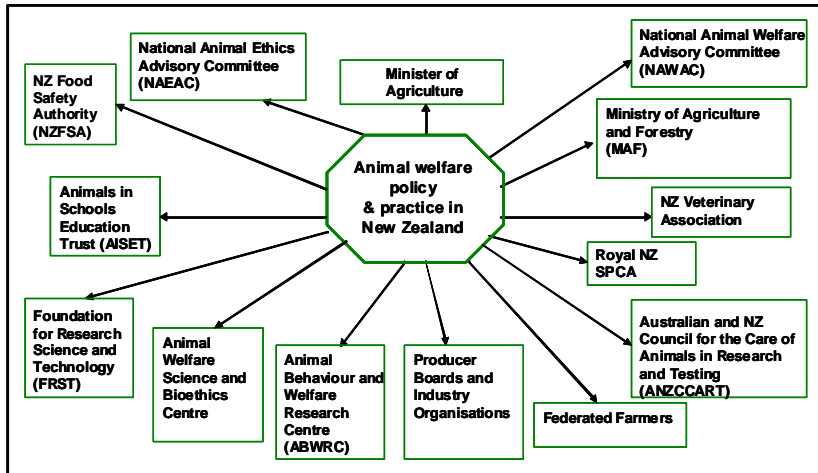 National Animal Ethics
Advisory Committee
(NAEAC)
Minister of
Agriculture
National Animal Welfare
Advisory Committee
(NAWAC)
NZ Food
Safety
Authority
(NZFSA)
Ministry of Agriculture
and Forestry
(MAF)
Animal welfare
policy
& practice in
New Zealand
Animals in
Schools
Education
Trust (AISET)
NZ Veterinary
Association
Royal NZ
SPCA
Foundation
for Research
Science and
Technology
(FRST)
Animal
Welfare
Science and
Bioethics
Centre
Animal
Behaviour and
Welfare
Research
Centre
(ABWRC)
Producer
Boards and
Industry
Organisations
Federated Farmers
Australian and NZ
Council for the Care of
Animals in Research
and Testing
(ANZCCART)